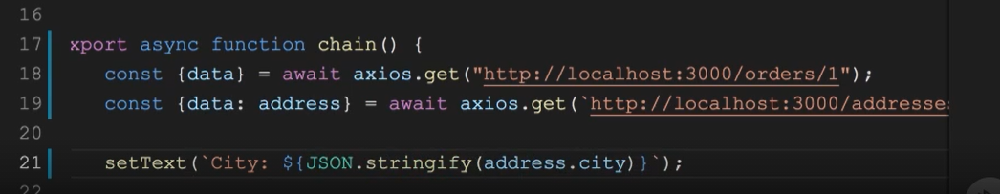 16
17 xport async function chain() {
18 const {data} = await axios.get("http://localhost:3000/orders/1");
19 const {data: address} = await axios.get(`http://localhost:3000/addresse
20
21 setText(`City: ${JSON.stringify(address.city)}`);
22